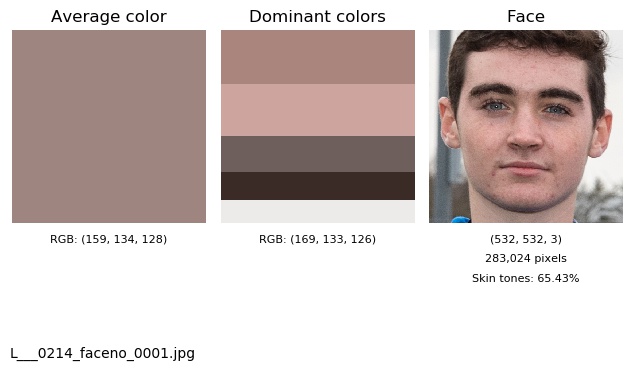 Average color
Dominant colors
Face
RGB: (159, 134, 128)
RGB: (169, 133, 126)
(532, 532, 3)
283,024 pixels
Skin tones: 65.43%
L___0214_faceno_0001.jpg